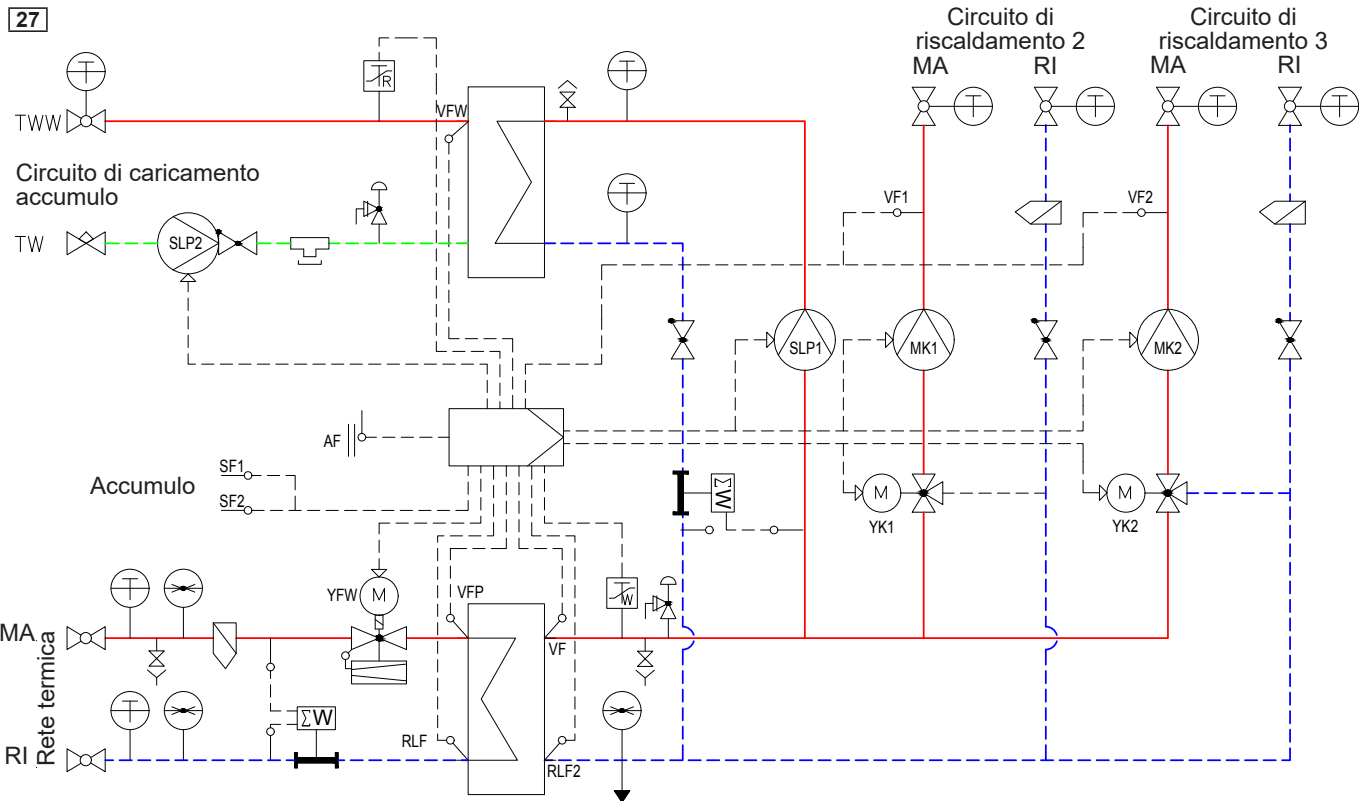 27
Circuito di
riscaldamento 2
Circuito di
riscaldamento 3
MA
RI
MA
RI
T
T
T
T
T
T
R
TWW
VFW
Circuito di caricamento
accumulo
T
VF1
VF2
TW
SLP2
SLP1
MK1
MK2
AF
SF1
Accumulo
SF2
ΣW
M
YK1
M
YK2
T
YFW
M
VFP
W
MA
VF
Rete termica
T
ΣW
RLF
RI
RLF2